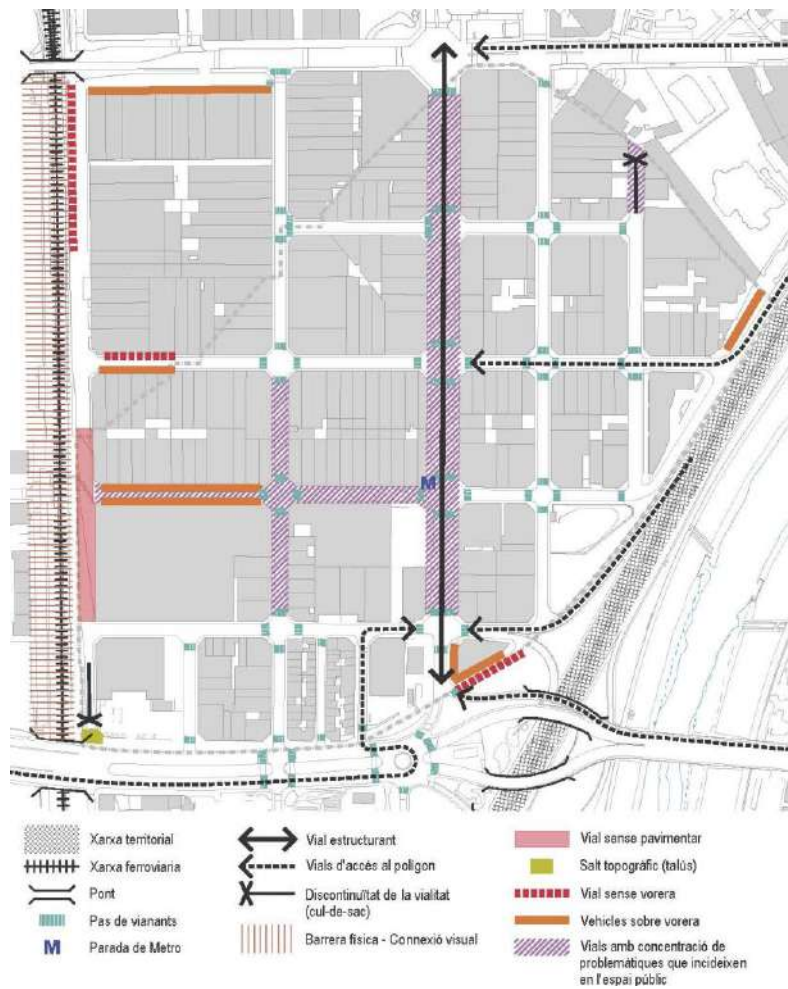 M
Xarxa territorial
Xarxa ferroviaria
Pont
Pas de vianants
M Parada de Metro
Vial estructurant
Vials d'accés al polígon
Discontinuïtat de la vialitat
(cul-de-sac)
Barrera física - Connexió visual
Vial sense pavimentar
Salt topogràfic (talús)
Vial sense vorera
Vehicles sobre vorera
Vials amb concentració de
problemàtiques que incideixen
en l'espai públic